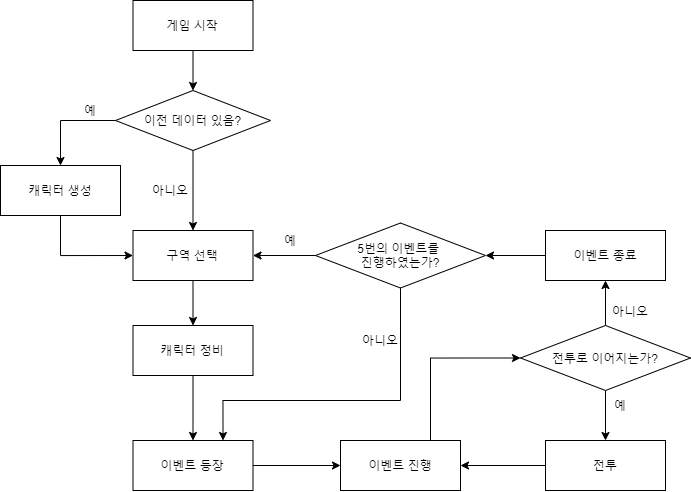 게임 시작
이전 데이터 있음?
예
캐릭터 생성
아니오
구역 선택
예
5번의 이벤트를
진행하였는가?
이벤트 종료
아니오
아니오
캐릭터 정비
전투로 이어지는가?
예
이벤트 등장
이벤트 진행
전투